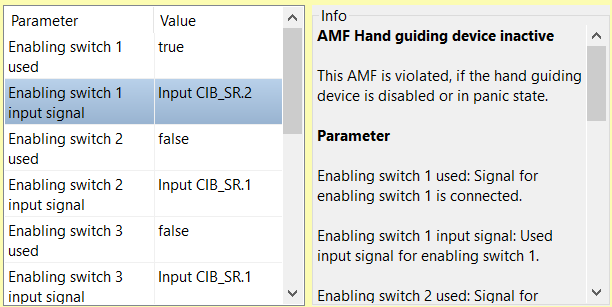 Parameter Value
Enabling switch 1 true
used
Enabling switch 1 Input CIB_SR.2
input signal
Enabling switch 2 false
used
Enabling switch 2 Input CIB_SR.1
input signal
Enabling switch 3 false
used
Enabling switch 3 Input CIB_SR.1
input signal
Info
AMF Hand guiding device inactive
This AMF is violated, if the hand guiding
device is disabled or in panic state.
Parameter
Enabling switch 1 used: Signal for
enabling switch 1 is connected.
Enabling switch 1 input signal: Used
input signal for enabling switch 1.
Enabling switch 2 used: Signal for